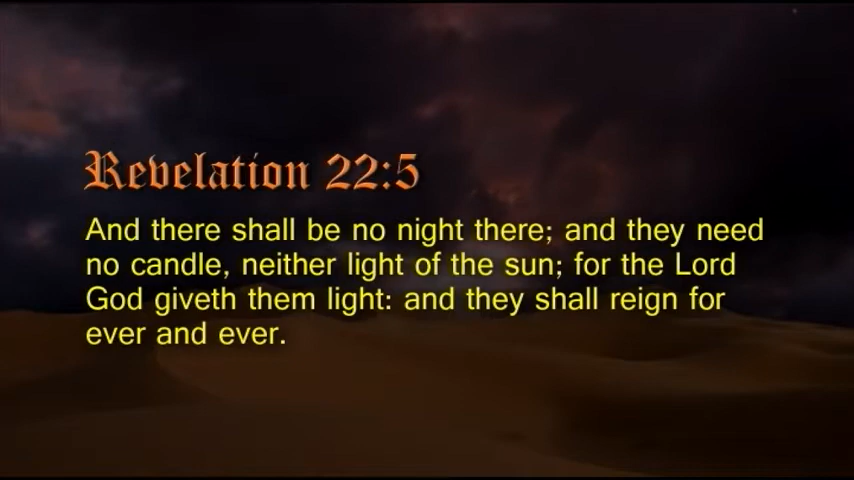 Revelation 22:5
And there shall be no night there; and they need
no candle, neither light of the sun; for the Lord
God giveth them light: and they shall reign for
ever and ever.